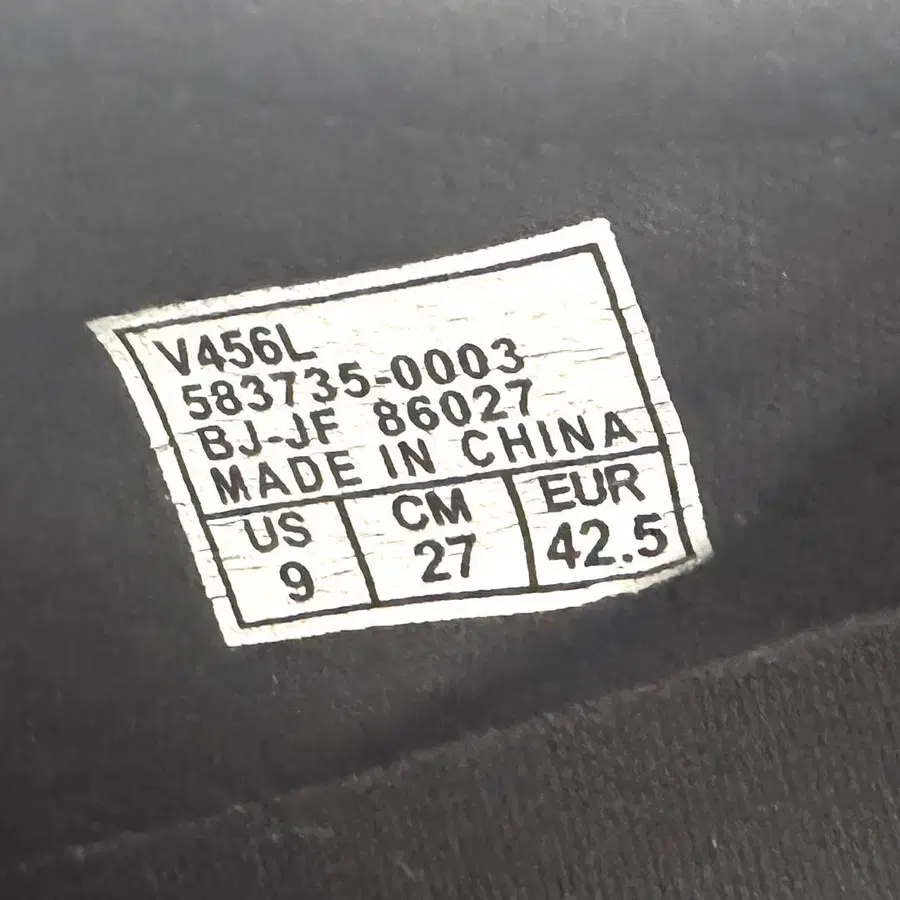 V456L
583735-0003
BJ-JF 86027
MADE IN CHINA
US CM EUR
9 27 42.5